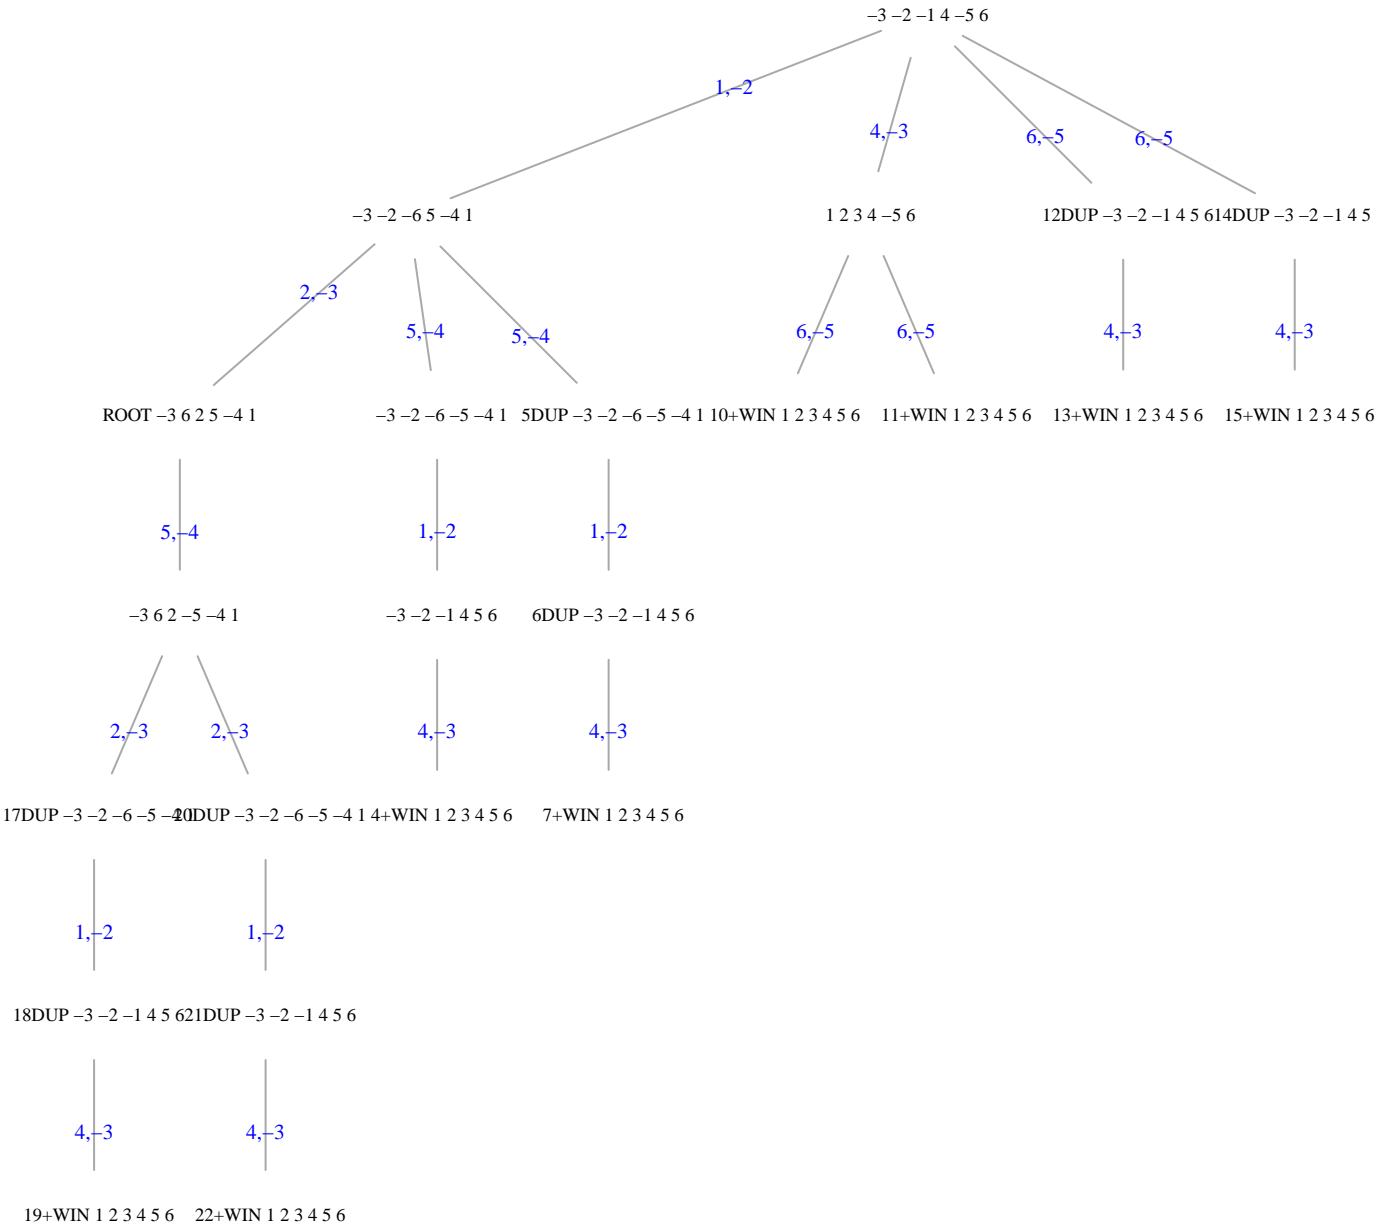 −3 −2 −1 4 −5 6
1,−2
4,−3
6,−5
6,−5
−3 −2 −6 5 −4 1
1 2 3 4 −5 6
12DUP −3 −2 −1 4 5 6
14DUP −3 −2 −1 4 5
2,−3
5,−4
5,−4
6,−5
6,−5
4,−3
4,−3
ROOT −3 6 2 5 −4 1
−3 −2 −6 −5 −4 1
5DUP −3 −2 −6 −5 −4 1
10+WIN 1 2 3 4 5 6
11+WIN 1 2 3 4 5 6
13+WIN 1 2 3 4 5 6
15+WIN 1 2 3 4 5 6
5,−4
1,−2
1,−2
−3 6 2 −5 −4 1
−3 −2 −1 4 5 6
6DUP −3 −2 −1 4 5 6
2,−3
2,−3
4,−3
4,−3
17DUP −3 −2 −6 −5 −4 1
20DUP −3 −2 −6 −5 −4 1
4+WIN 1 2 3 4 5 6
7+WIN 1 2 3 4 5 6
1,−2
1,−2
18DUP −3 −2 −1 4 5 6
21DUP −3 −2 −1 4 5 6
4,−3
4,−3
19+WIN 1 2 3 4 5 6
22+WIN 1 2 3 4 5 6